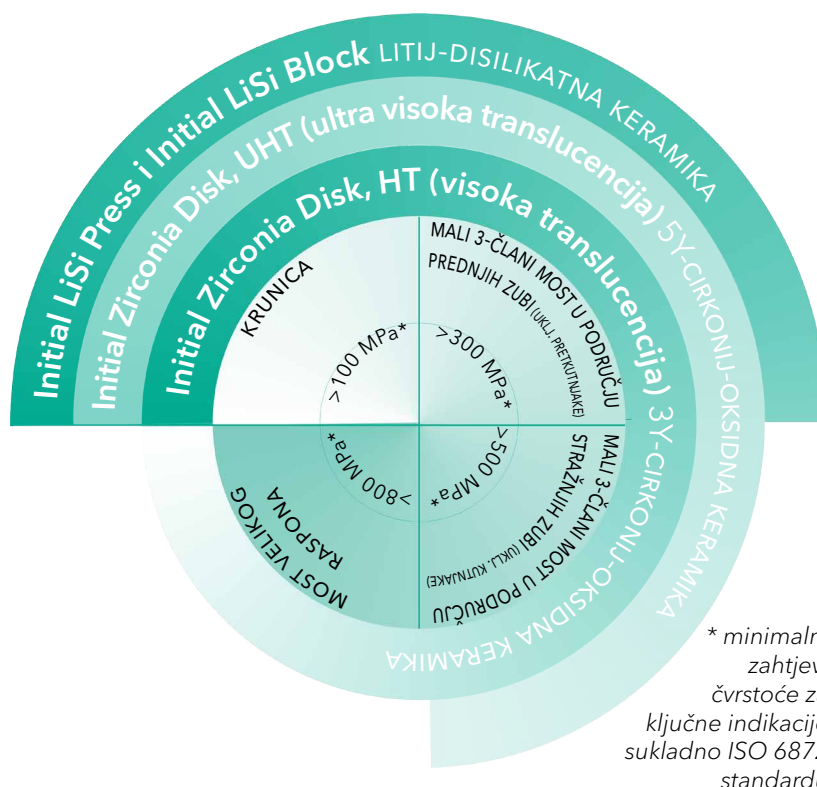 Initial LiSi Press i Initial LiSi Block LITIJ-DISILIKATNA KERAMIKA
Initial Zirconia Disk, UHT (ultra visoka translucencija) 5Y-CIRKONIJ-OKSIDNA KERAMIKA
Initial Zirconia Disk, HT (visoka translucencija) 3Y-CIRKONIJ-OKSIDNA KERAMIKA
KRUNICA
>100 MPa*
MALI 3-ČLANI MOST U PODRUČJU
PREDNJIH ZUBI (UKLJ. PRETKUTNJAKE)
>300 MPa*
MALI 3-ČLANI MOST U PODRUČJU
STRAŽNJIH ZUBI (UKLJ. KUTNJAKE)
>500 MPa*
MOST VELIKOG
RASPONA
>800 MPa*
* minimaln
zahtjev
čvrstoće z
ključne indikacij
sukladno ISO 687
standard